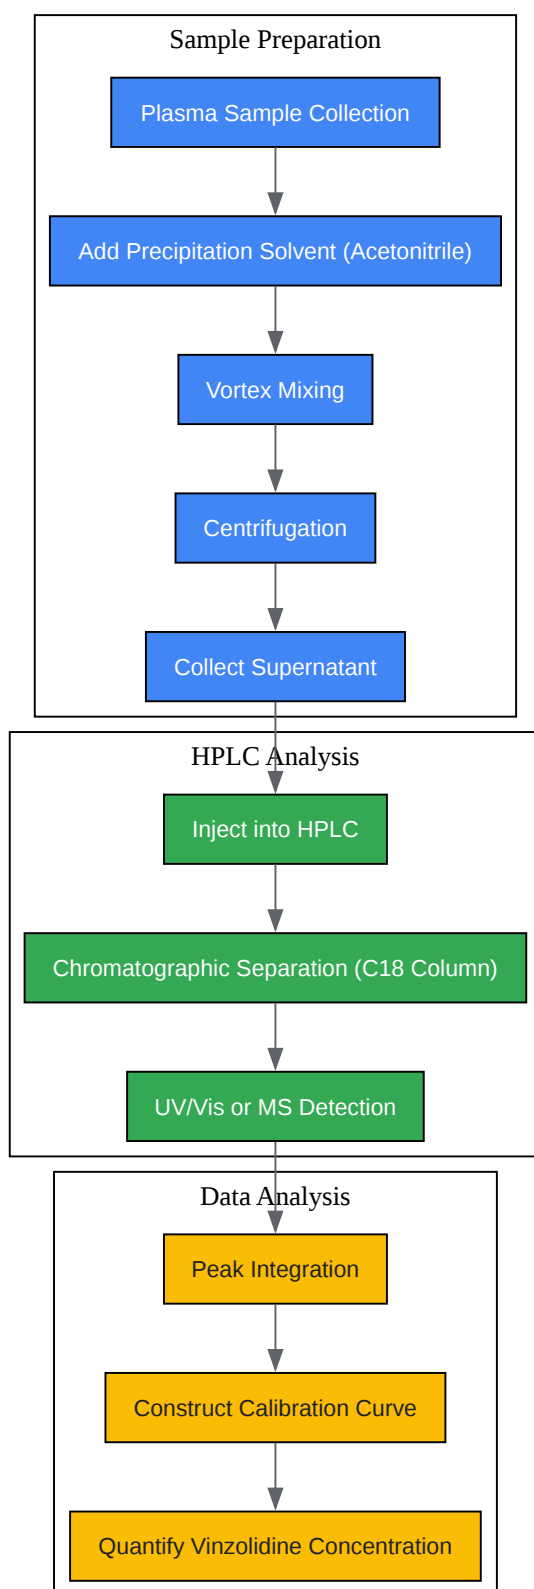 Sample Preparation
Plasma Sample Collection
Add Precipitation Solvent (Acetonitrile)
Vortex Mixing
Centrifugation
Collect Supernatant
HPLC Analysis
Inject into HPLC
Chromatographic Separation (C18 Column)
UV/Vis or MS Detection
Data Analysis
Peak Integration
Construct Calibration Curve
Quantify Vinzolidine Concentration